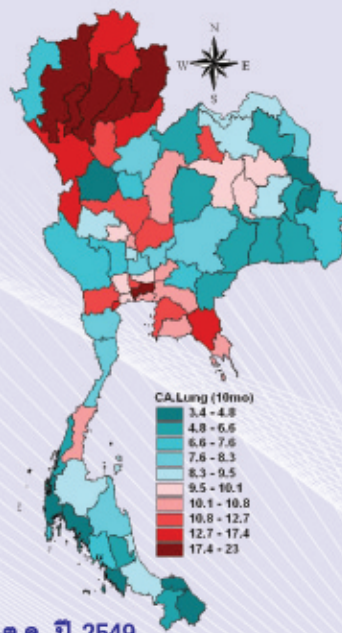 N
W E
S
CA.Lung (10mo)
3.4 - 4.8
4.8 - 6.6
6.6 - 7.6
7.6 - 8.3
8.3 - 9.5
9.5 - 10.1
10.1 - 10.8
10.8 - 12.7
12.7 - 17.4
17.4 - 23
ปี 2549